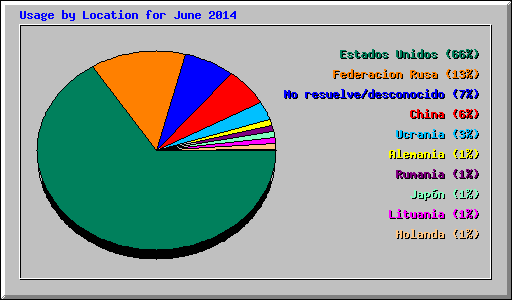 Usage by Location for June 2014
Estados Unidos (66%)
Federacion Rusa (13%)
No resuelve/desconocido (7%)
China (6%)
Ucrania (3%)
Alemania (1%)
Rumania (1%)
Japón (1%)
Lituania (1%)
Holanda (1%)